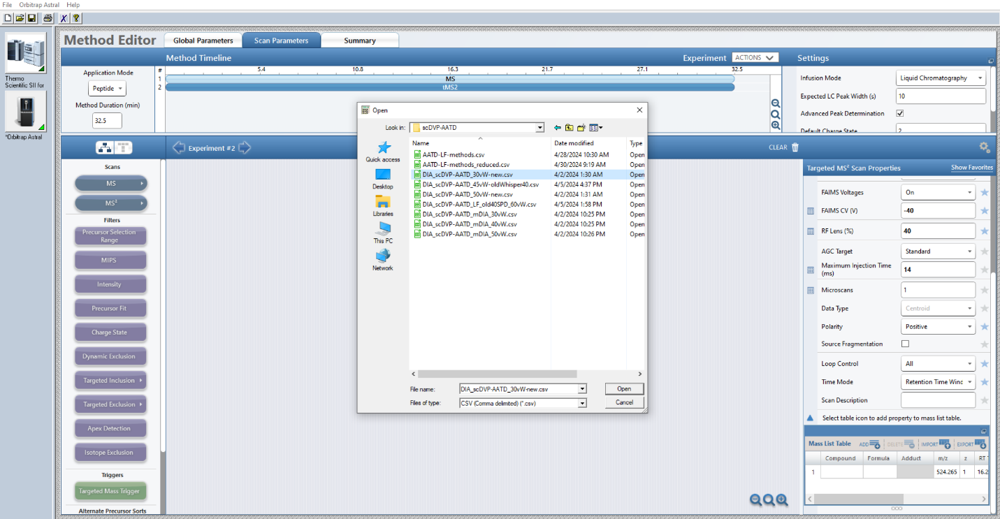 File Orbitrap Astral Help
Thermo
Scientific SII for
*Orbitrap Astral
Method Editor
Global Parameters
Scan Parameters
Summary
Method Timeline
Experiment ACTIONS
Application Mode
Peptide
Method Duration (min)
32.5
# 5.4 10.8 16.3 21.7 27.1 32.5
1 MS
2 tMS2
Settings
Infusion Mode Liquid Chromatography
Expected LC Peak Width (s) 10
Advanced Peak Determination
Default Charge State 2
Experiment #2
CLEAR
Scans
MS
MS²
Filters
Precursor Selection
Range
MIPS
Intensity
Precursor Fit
Charge State
Dynamic Exclusion
Targeted Inclusion
Targeted Exclusion
Apex Detection
Isotope Exclusion
Triggers
Targeted Mass Trigger
Alternate Precursor Sorts
Open
Look in: scDVP-AATD
Quick access
Desktop
Libraries
This PC
Network
Name Date modified Type
AATD-LF-methods.csv 4/28/2024 10:30 AM Open
AATD-LF-methods_reduced.csv 4/30/2024 9:19 AM Open
DIA_scDVP-AATD_30vW-new.csv 4/2/2024 1:30 AM Open
DIA_scDVP-AATD_45vW-oldWhisper40.csv 4/5/2024 4:37 PM Open
DIA_scDVP-AATD_50vW-new.csv 4/2/2024 1:31 AM Open
DIA_scDVP-AATD_LF_old40SPD_60vW.csv 4/5/2024 1:58 PM Open
DIA_scDVP-AATD_mDIA_30vW.csv 4/2/2024 10:25 PM Open
DIA_scDVP-AATD_mDIA_40vW.csv 4/2/2024 10:25 PM Open
DIA_scDVP-AATD_mDIA_50vW.csv 4/2/2024 10:26 PM Open
File name: DIA_scDVP-AATD_30vW-new.csv Open
Files of type: CSV (Comma delimited) (*.csv) Cancel
Targeted MS² Scan Properties Show Favorites
FAIMS Voltages On
FAIMS CV (V) -40
RF Lens (%) 40
AGC Target Standard
Maximum Injection Time
(ms) 14
Microscans 1
Data Type Centroid
Polarity Positive
Source Fragmentation
Loop Control All
Time Mode Retention Time Winc
Scan Description
Select table icon to add property to mass list table.
Mass List Table ADD DELETE IMPORT EXPORT
Compound Formula Adduct m/z z RT T
1 524.265 1 16.2